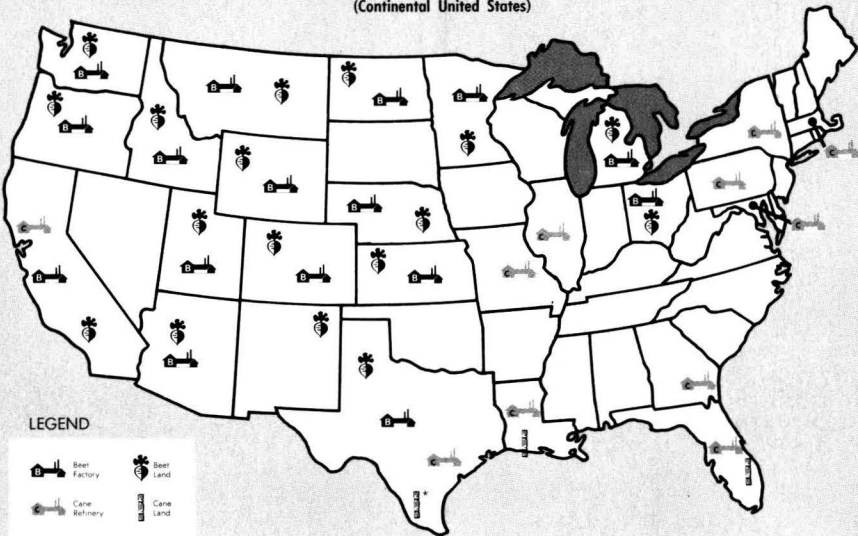 (Continental United States)
LEGEND
B Beet Factory
Beet Land
C Cane Refinery
Cane Land
*